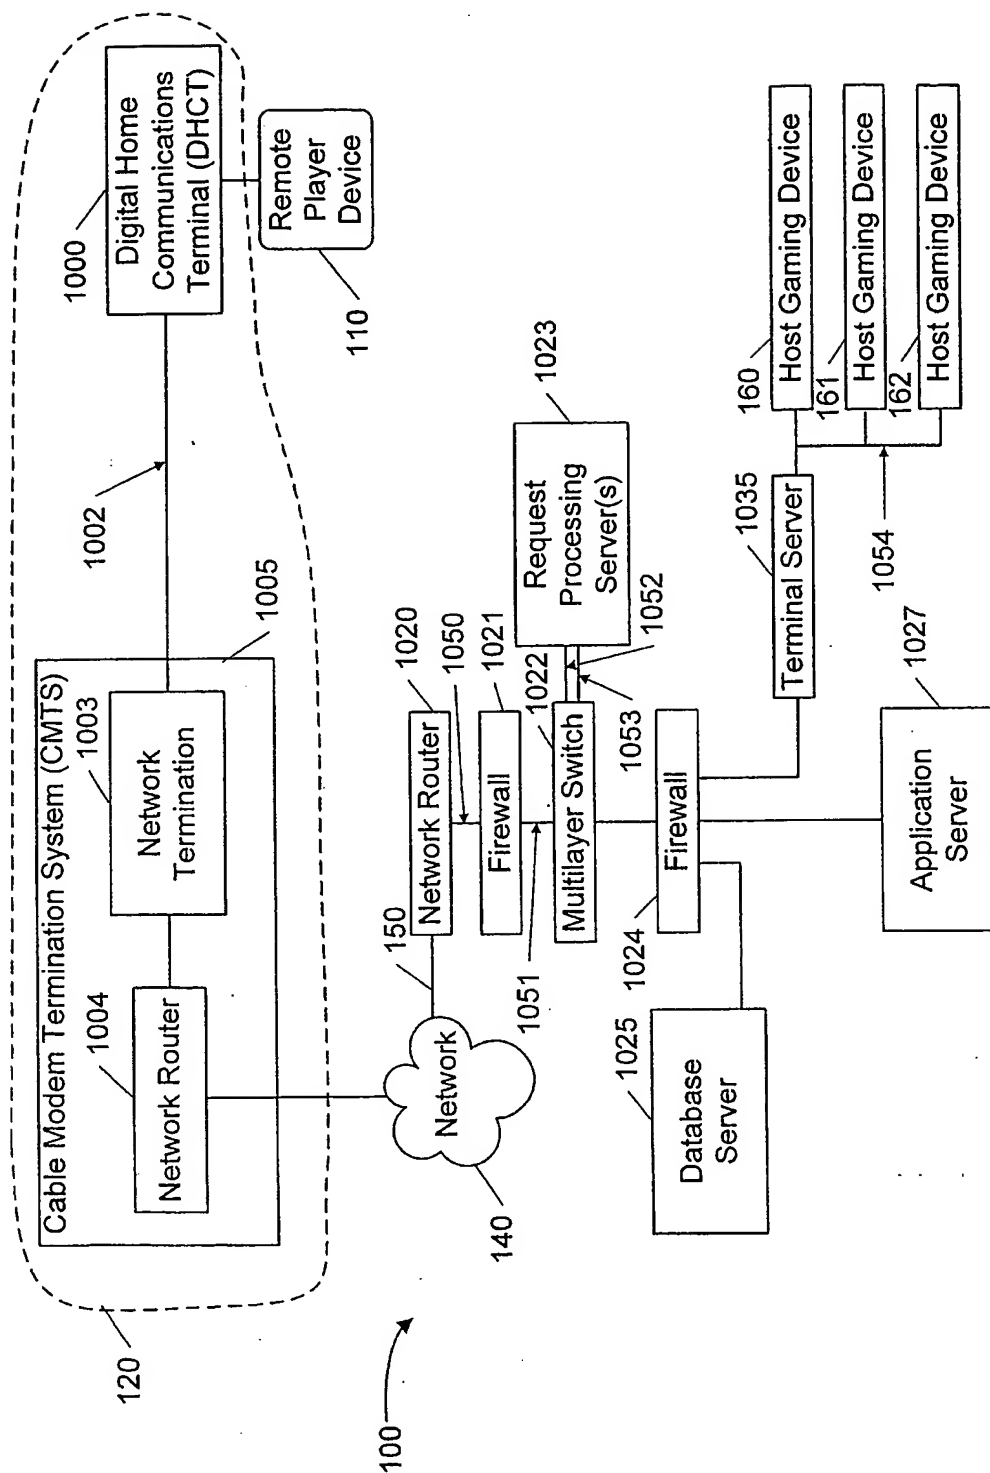 Cable Modem Termination System (CMTS)
120
1004
Network Router
1003
Network
Termination
1005
1002
1000
Digital Home
Communications
Terminal (DHCT)
Remote
Player
Device
110
100
140
Network
150
Network Router
1020
1050
Firewall
1021
1051
Multilayer Switch
1022
1053
1052
Request
Processing
Server(s)
1023
1024
Firewall
1025
Database
Server
Application
Server
1027
Terminal Server
1035
1054
160
Host Gaming Device
161
Host Gaming Device
162
Host Gaming Device